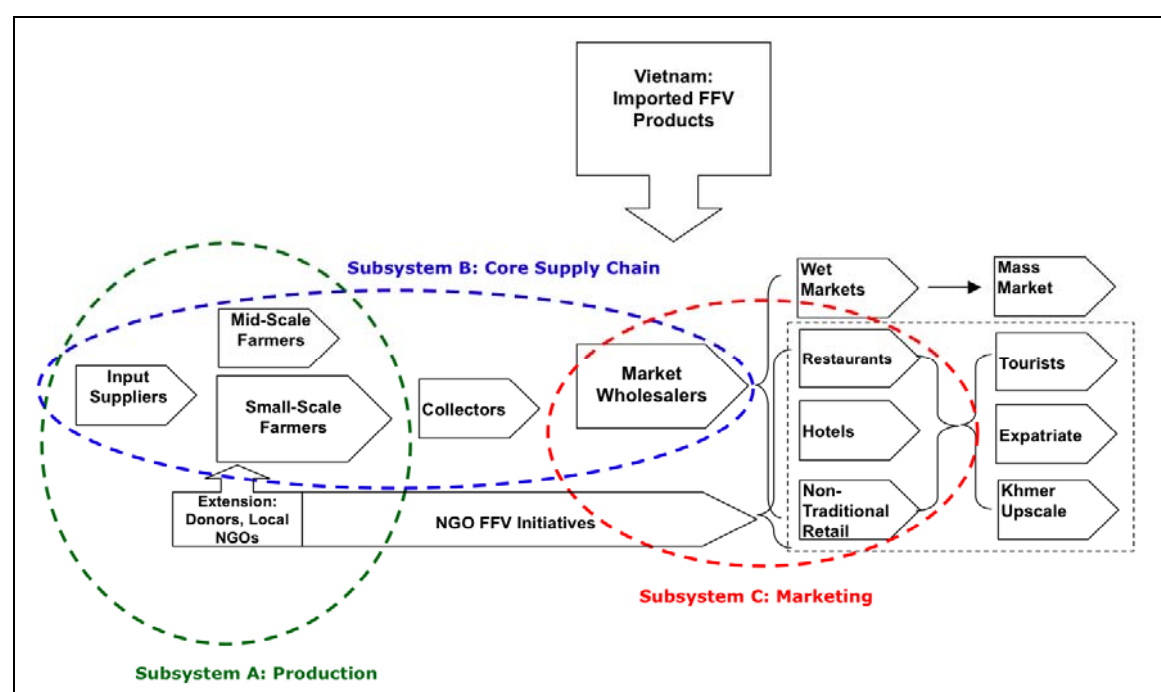 Vietnam:
Imported FFV
Products
Subsystem B: Core Supply Chain
Wet
Markets
Mass
Market
Mid-Scale
Farmers
Input
Suppliers
Small-Scale
Farmers
Collectors
Market
Wholesalers
Restaurants
Tourists
Hotels
Expatriate
Extension:
Donors, Local
NGOs
NGO FFV Initiatives
Non-
Traditional
Retail
Khmer
Upscale
Subsystem C: Marketing
Subsystem A: Production